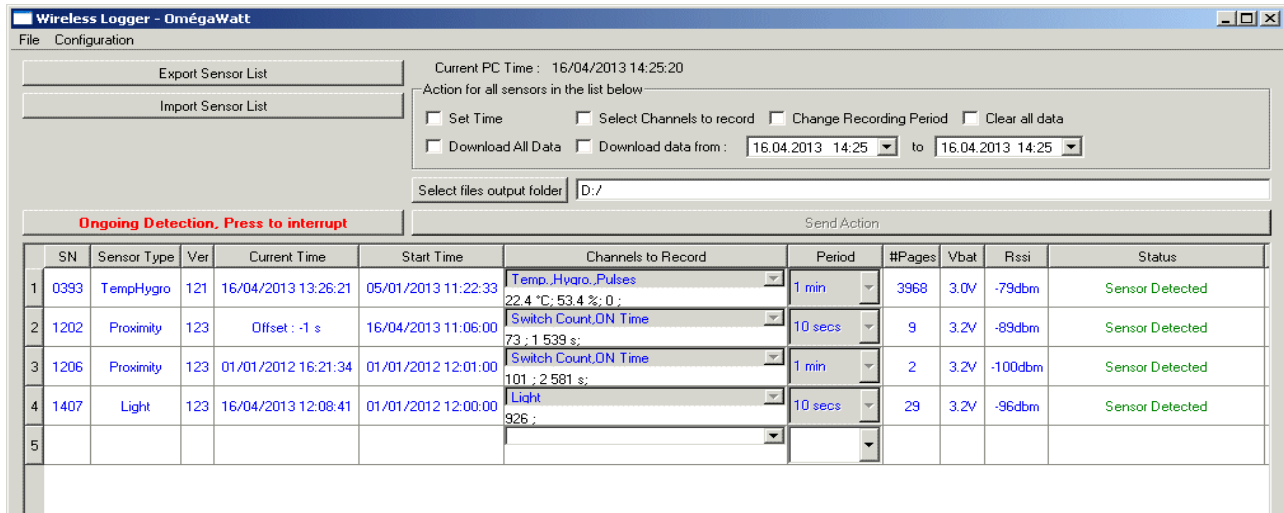 Wireless Logger - OmégaWatt
File Configuration
Export Sensor List
Import Sensor List
Current PC Time : 16/04/2013 14:25:20
Action for all sensors in the list below
Set Time Select Channels to record Change Recording Period Clear all data
Download All Data Download data from : 16.04.2013 14:25 to 16.04.2013 14:25
Select files output folder D:/
Ongoing Detection, Press to interrupt Send Action
SN Sensor Type Ver Current Time Start Time Channels to Record Period #Pages Vbat Rssi Status
1 0393 TempHygro 121 16/04/2013 13:26:21 05/01/2013 11:22:33 Temp.,Hygro.,Pulses 1 min 3968 3.0V -79dbm Sensor Detected
22.4 °C; 53.4 %; 0 ;
2 1202 Proximity 123 Offset : -1 s 16/04/2013 11:06:00 Switch Count,ON Time 10 secs 9 3.2V -89dbm Sensor Detected
73 ; 1 539 s;
3 1206 Proximity 123 01/01/2012 16:21:34 01/01/2012 12:01:00 Switch Count,ON Time 1 min 2 3.2V -100dbm Sensor Detected
101 ; 2 581 s;
4 1407 Light 123 16/04/2013 12:08:41 01/01/2012 12:00:00 Light 10 secs 29 3.2V -96dbm Sensor Detected
926 ;
5